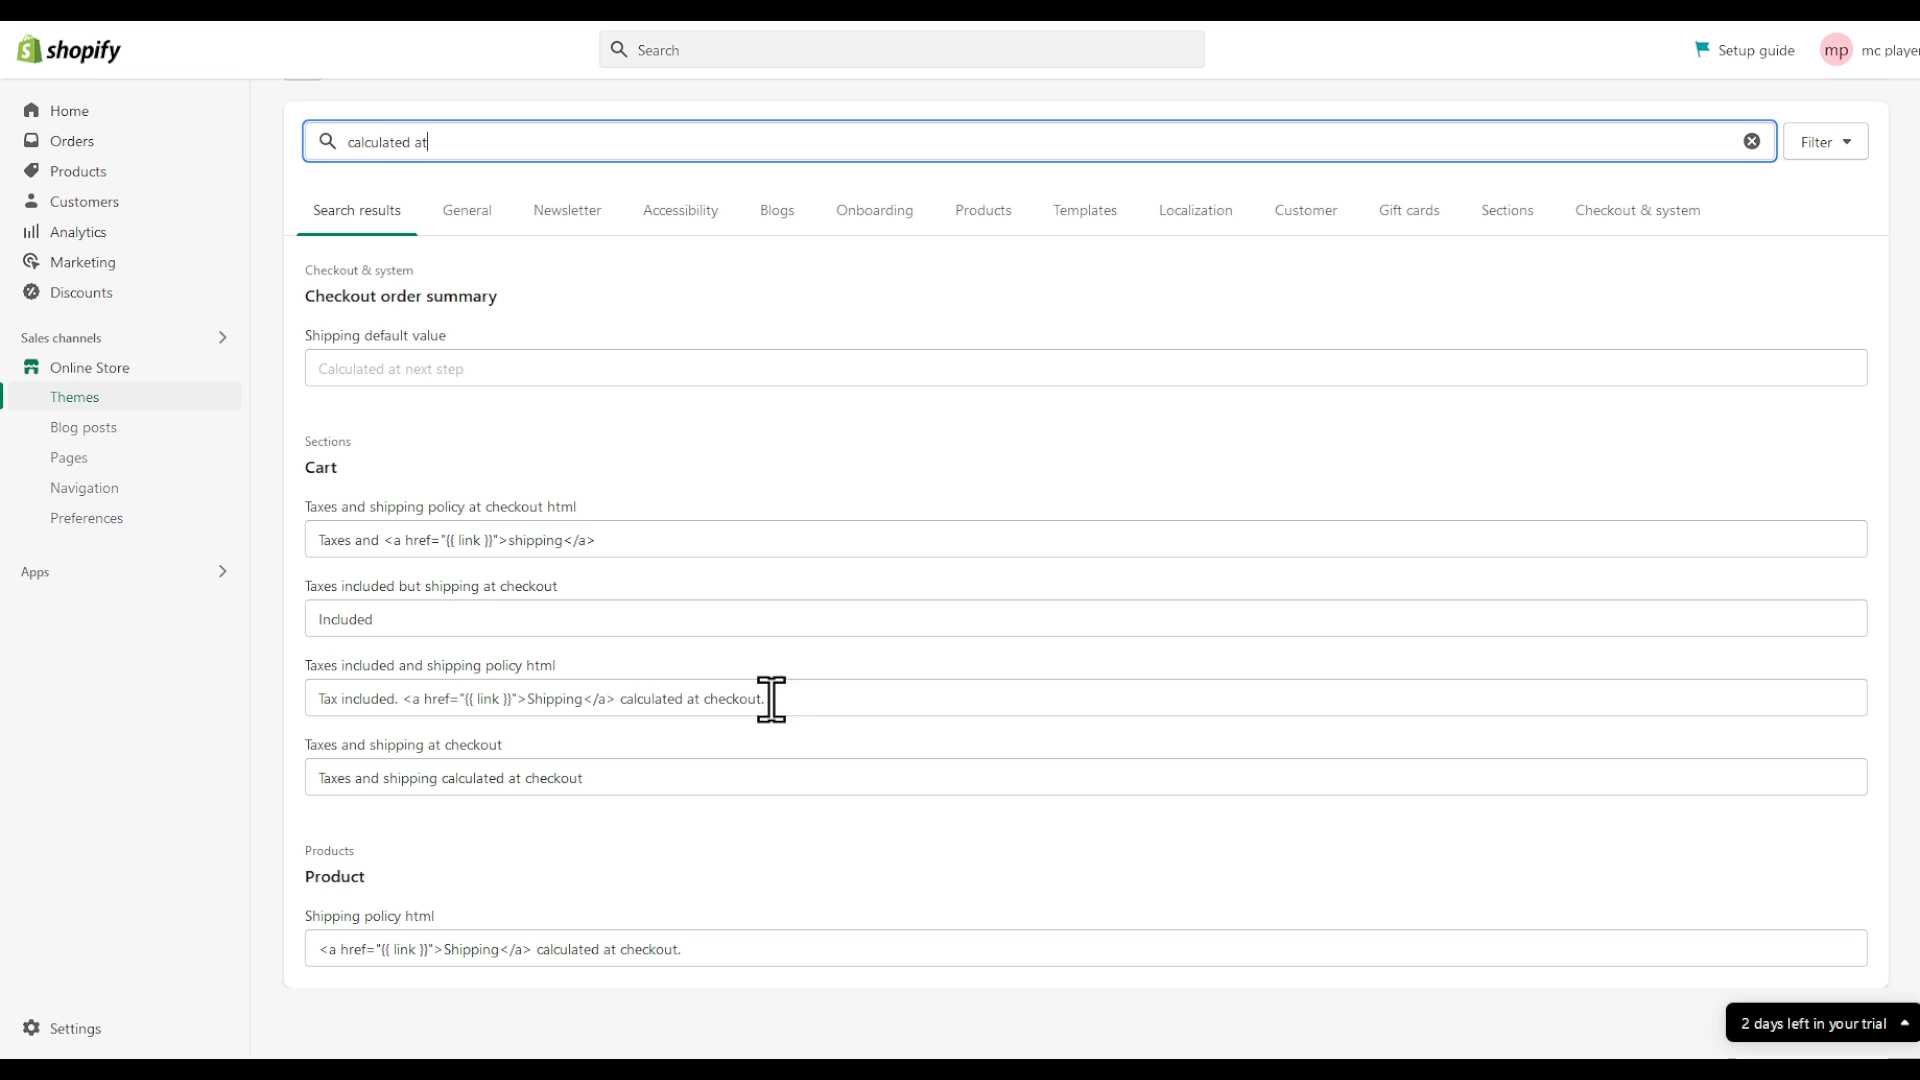 shopify
Search
Setup guide
mp
mc player
Home
Orders
Products
Customers
Analytics
Marketing
Discounts
Sales channels
Online Store
Themes
Blog posts
Pages
Navigation
Preferences
Apps
Settings
calculated at
Filter
Search results
General
Newsletter
Accessibility
Blogs
Onboarding
Products
Templates
Localization
Customer
Gift cards
Sections
Checkout & system
Checkout & system
Checkout order summary
Shipping default value
Calculated at next step
Sections
Cart
Taxes and shipping policy at checkout html
Taxes and <a href="{{ link }}">shipping</a>
Taxes included but shipping at checkout
Included
Taxes included and shipping policy html
Tax included. <a href="{{ link }}">Shipping</a> calculated at checkout.
Taxes and shipping at checkout
Taxes and shipping calculated at checkout
Products
Product
Shipping policy html
<a href="{{ link }}">Shipping</a> calculated at checkout.
2 days left in your trial